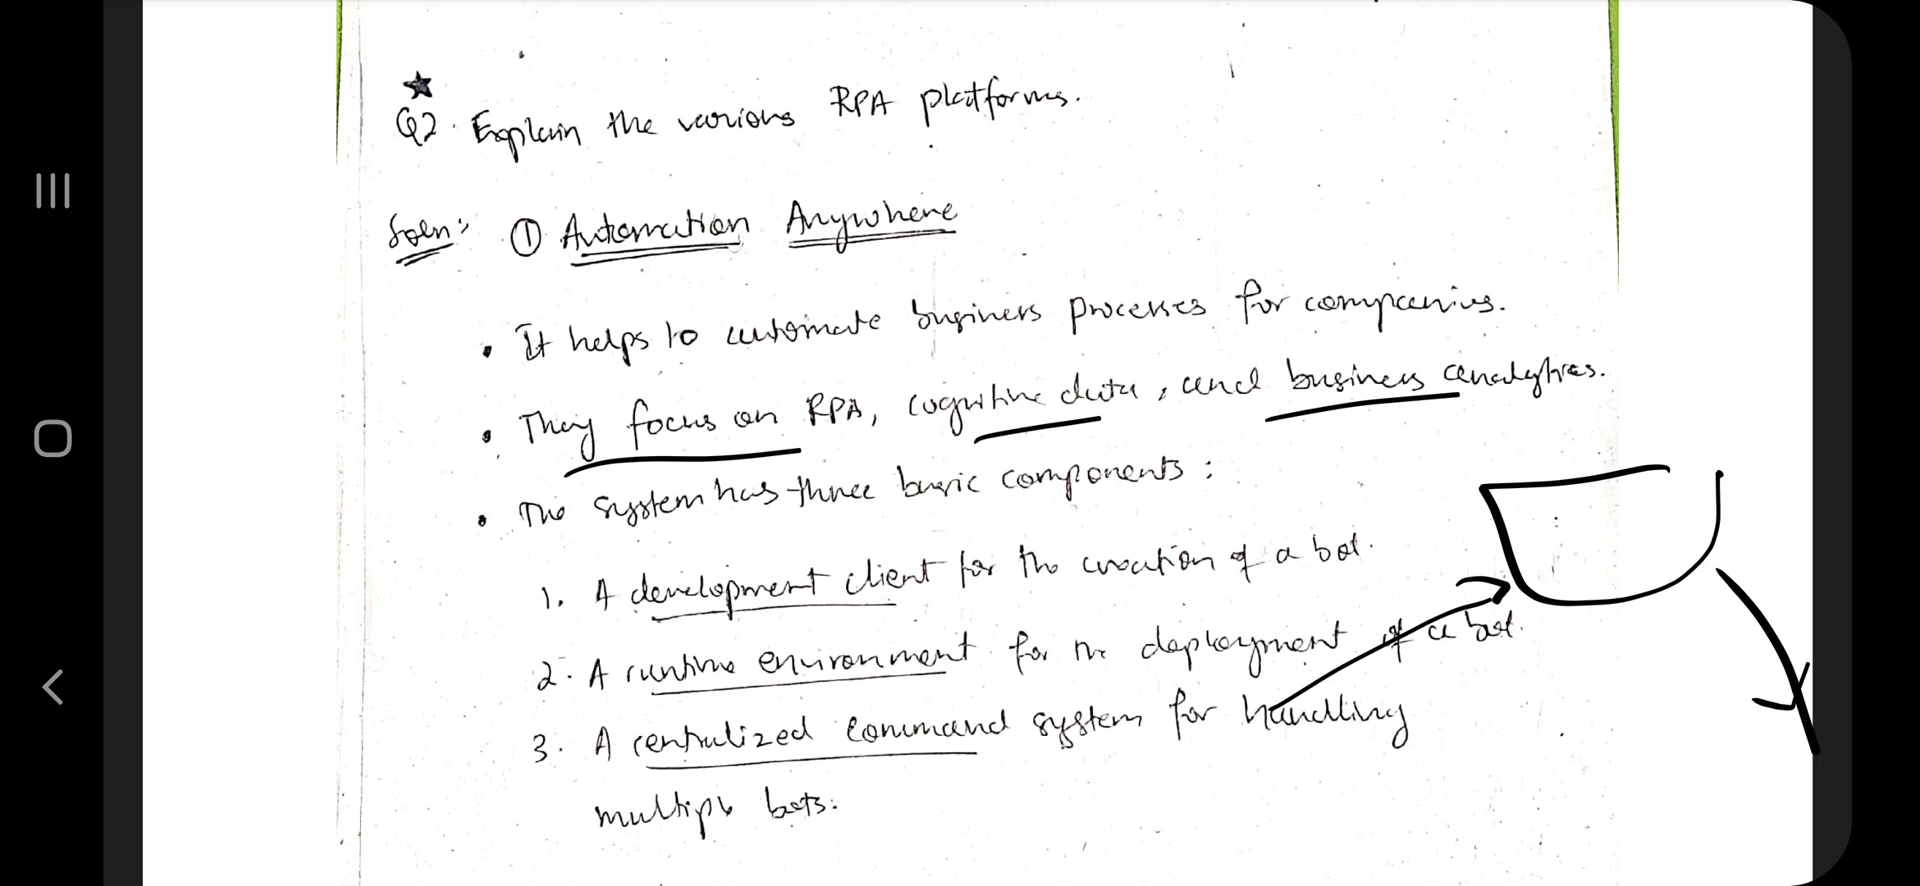 Q2. Explain the various RPA platforms.
Soln: ① Automation Anywhere
• It helps to automate business processes for companies.
• They focus on RPA, cognitive data, and business analytics.
• The system has three basic components :
1. A development client for the creation of a bot.
2. A runtime environment for the deployment of a bot.
3. A centralized command system for handling
multiple bots.